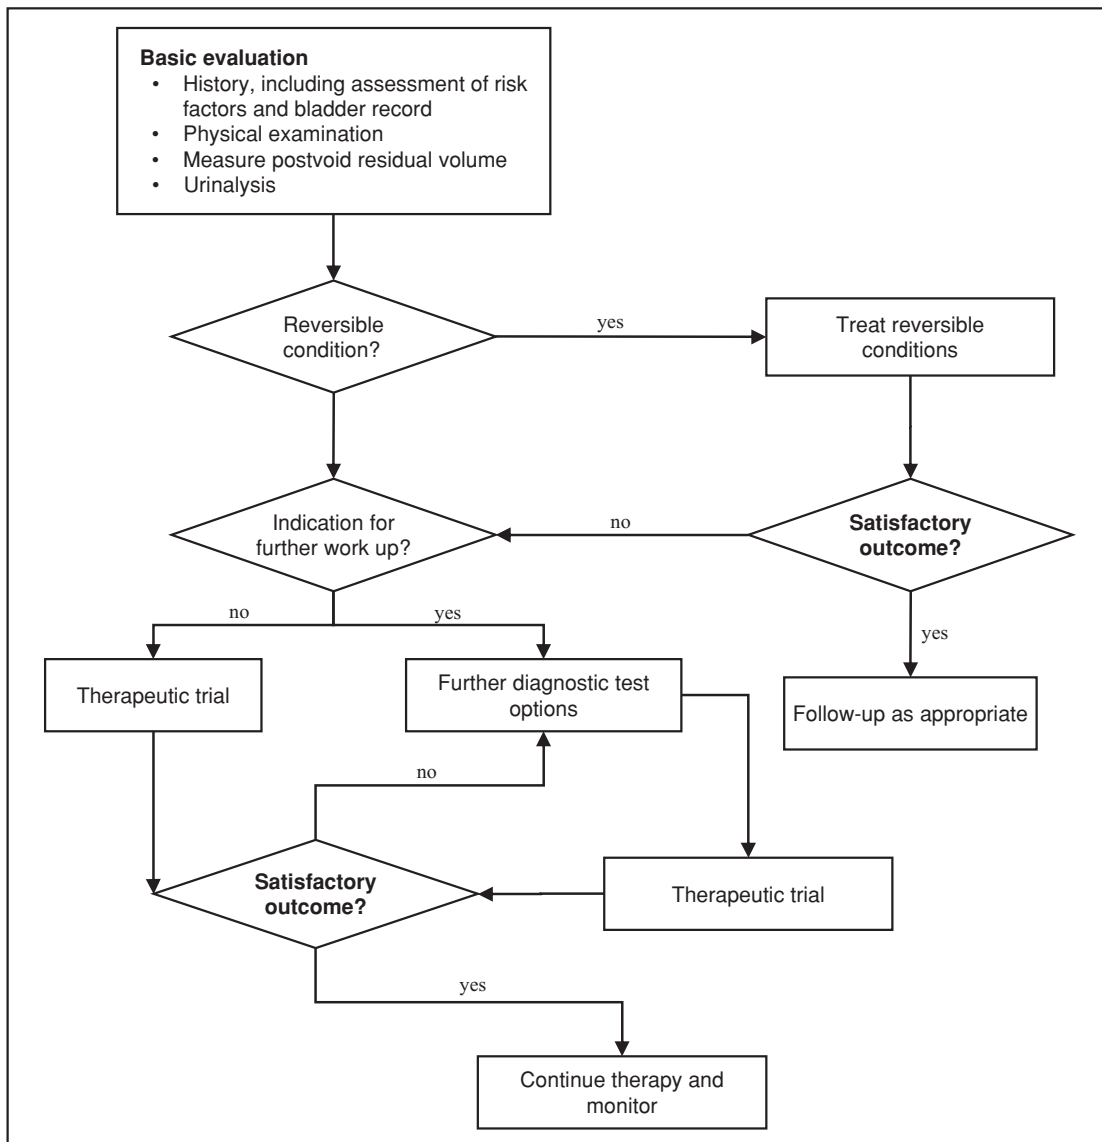 Basic evaluation
• History, including assessment of risk
factors and bladder record
• Physical examination
• Measure postvoid residual volume
• Urinalysis
Reversible
condition?
yes
Treat reversible
conditions
Indication for
further work up?
no
Satisfactory
outcome?
no
yes
yes
Therapeutic trial
Further diagnostic test
options
Follow-up as appropriate
no
Satisfactory
outcome?
Therapeutic trial
yes
Continue therapy and
monitor